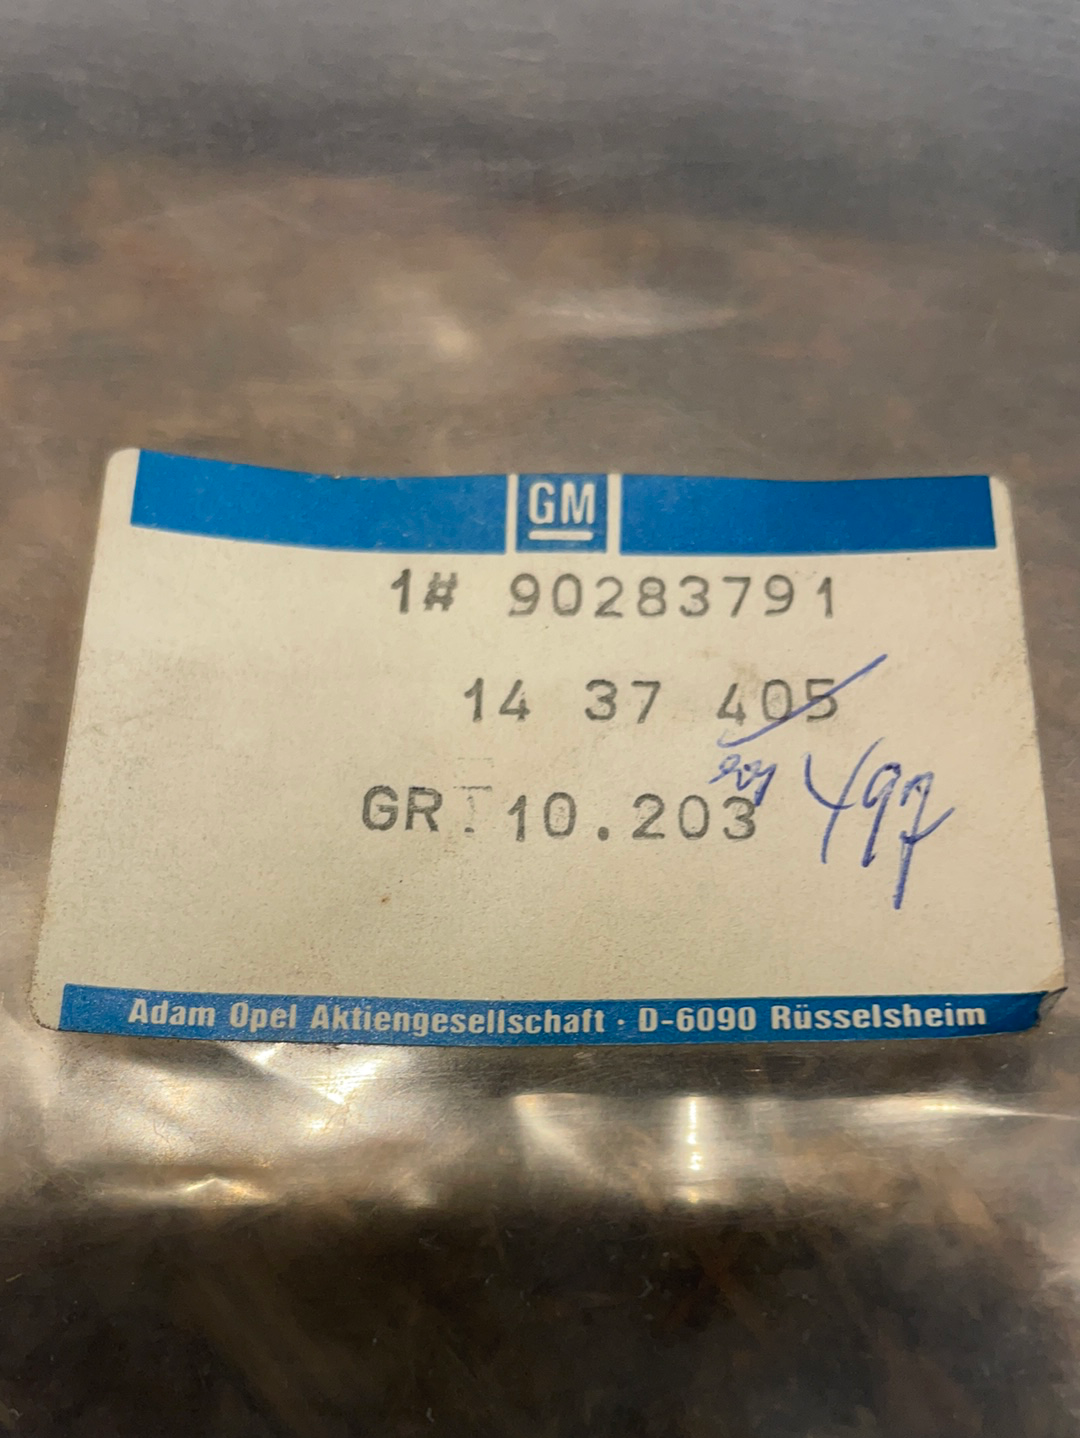 GM
1# 90283791
14 37 405
497
GR. 10.203
Adam Opel Aktiengesellschaft · D-6090 Rüsselsheim